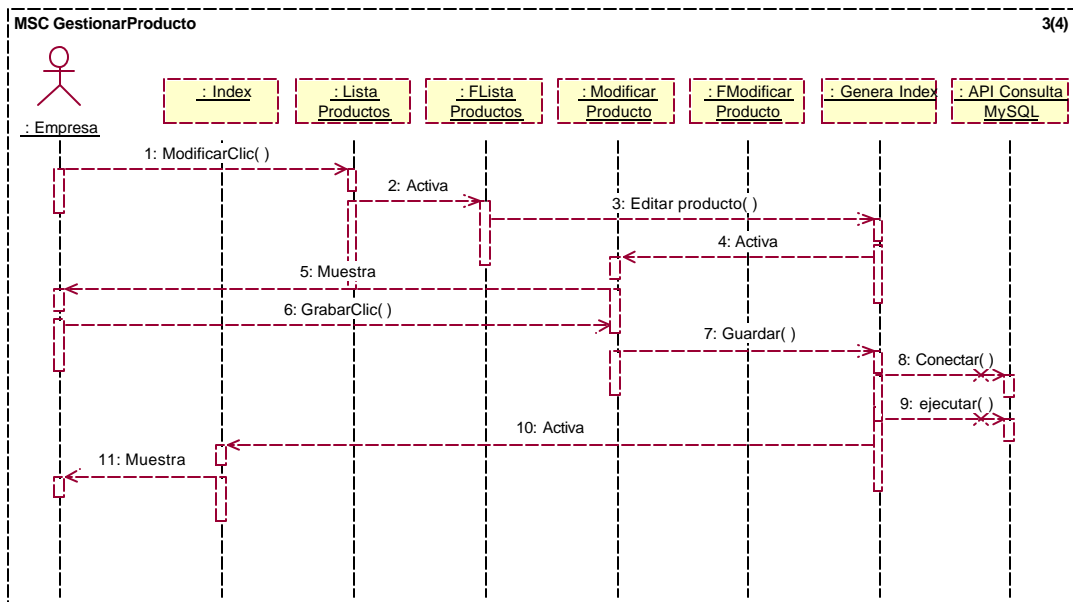 MSC GestionarProducto
3(4)
: Empresa
: Index
: Lista
Productos
: FLista
Productos
: Modificar
Producto
: FModificar
Producto
: Genera Index
: API Consulta
MySQL
1: ModificarClic( )
2: Activa
3: Editar producto( )
4: Activa
5: Muestra
6: GrabarClic( )
7: Guardar( )
8: Conectar( )
9: ejecutar( )
10: Activa
11: Muestra